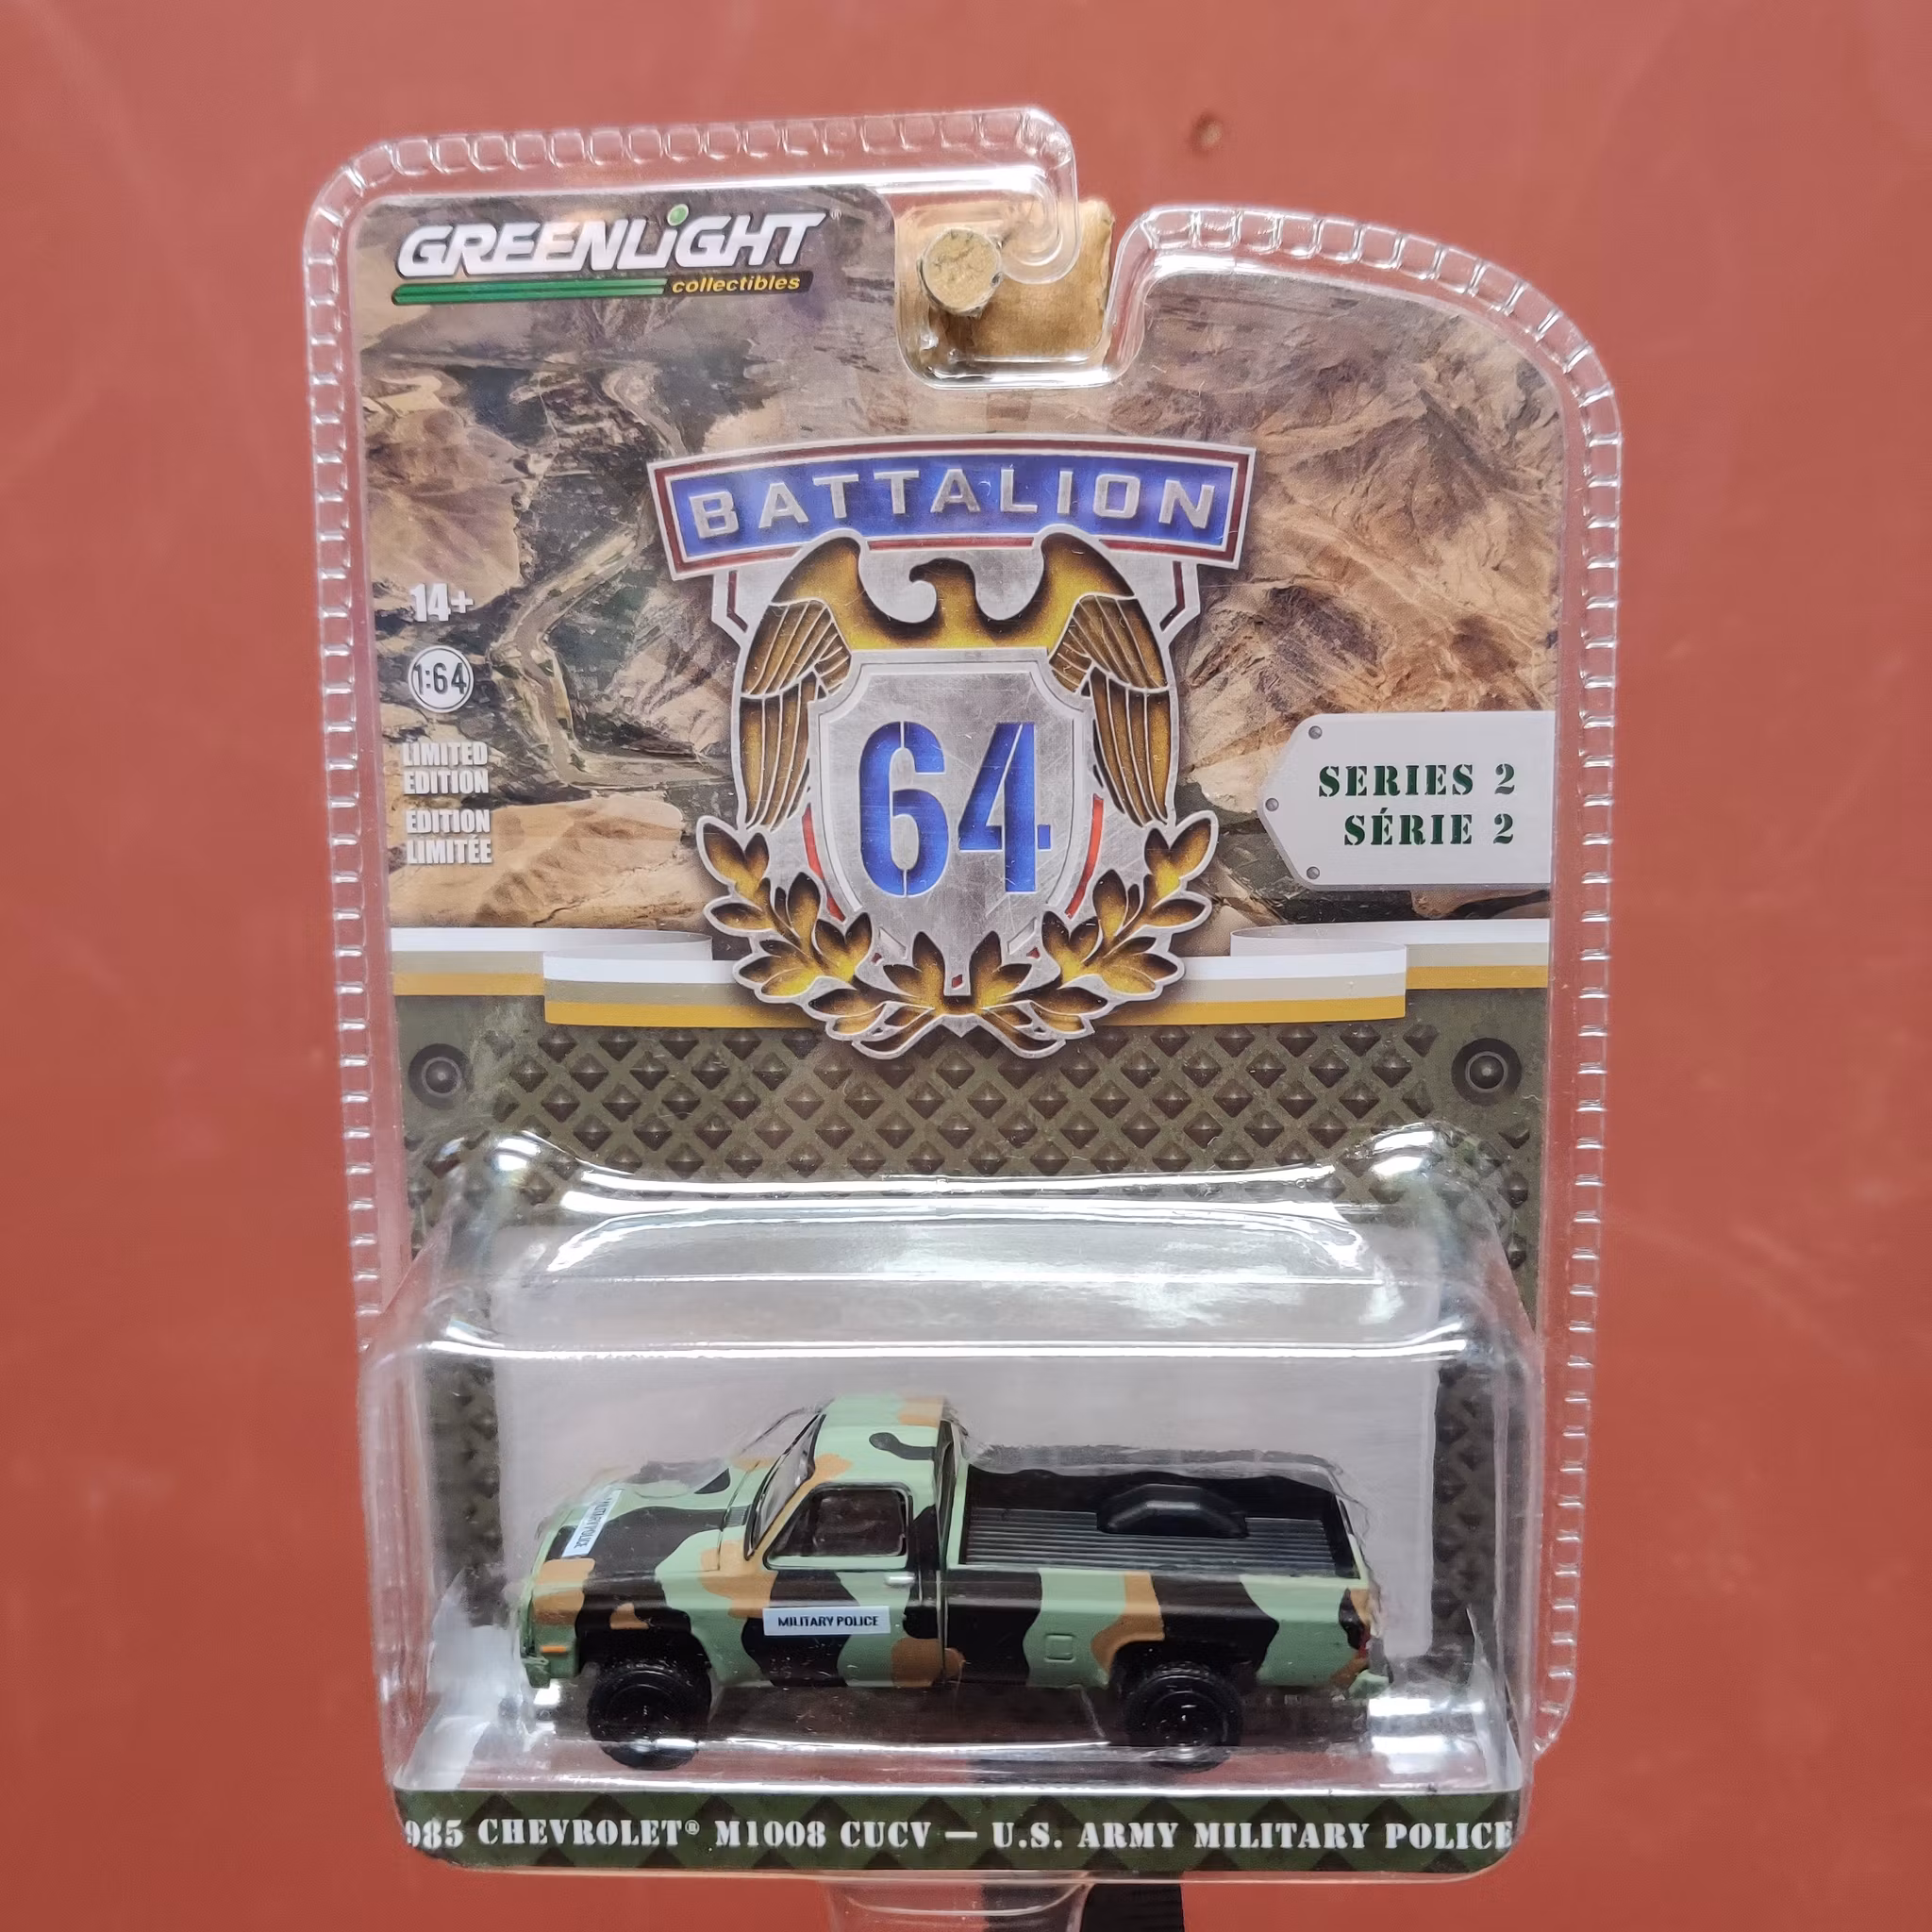 GREENLiGHT®
collectibles
BATTALION
14+
1:64
64
LIMITED
EDITION
EDITION
LIMITÉE
SERIES 2
SÉRIE 2
MILITARY POLICE
MILITARY POLICE
985 CHEVROLET® M1008 CUCV — U.S. ARMY MILITARY POLICE